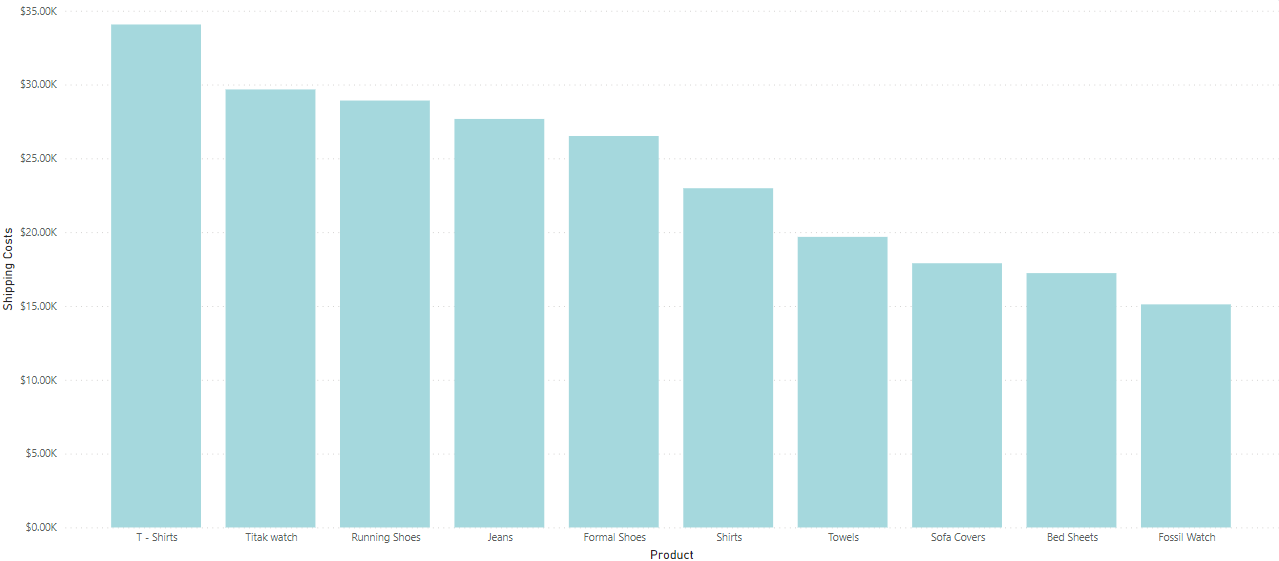 $35.00K
$30.00K
$25.00K
$20.00K
$15.00K
$10.00K
$5.00K
$0.00K
Shipping Costs
T - Shirts
Titak watch
Running Shoes
Jeans
Formal Shoes
Shirts
Towels
Sofa Covers
Bed Sheets
Fossil Watch
Product